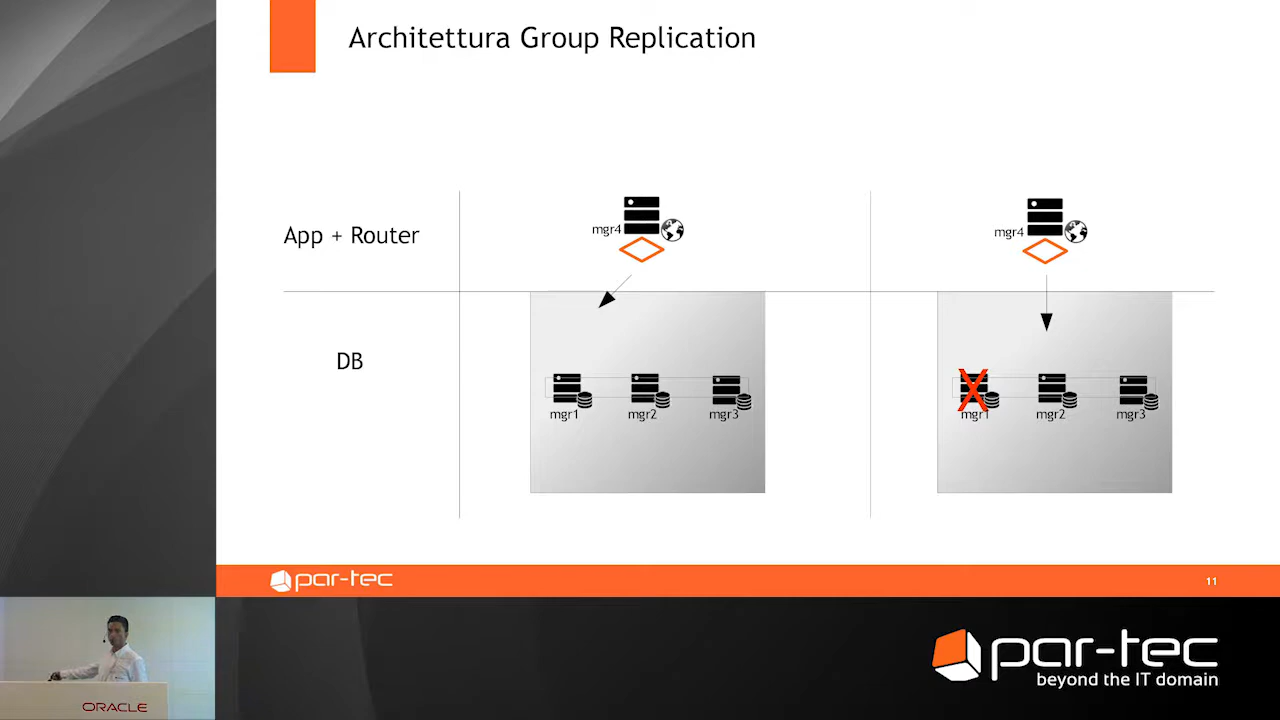 Architettura Group Replication
App + Router
mgr4
mgr4
DB
mgr1
mgr2
mgr3
mgr1
mgr2
mgr3
par-tec
11
ORACLE
par-tec
beyond the IT domain